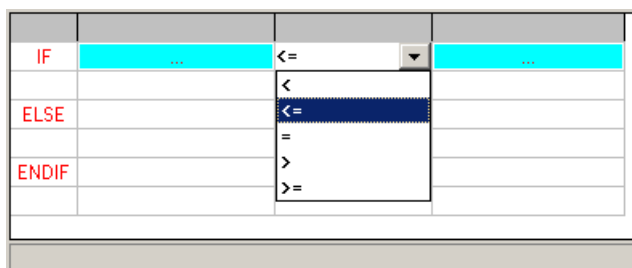 IF ... <= ...
<
ELSE <=
=
ENDIF >
>=